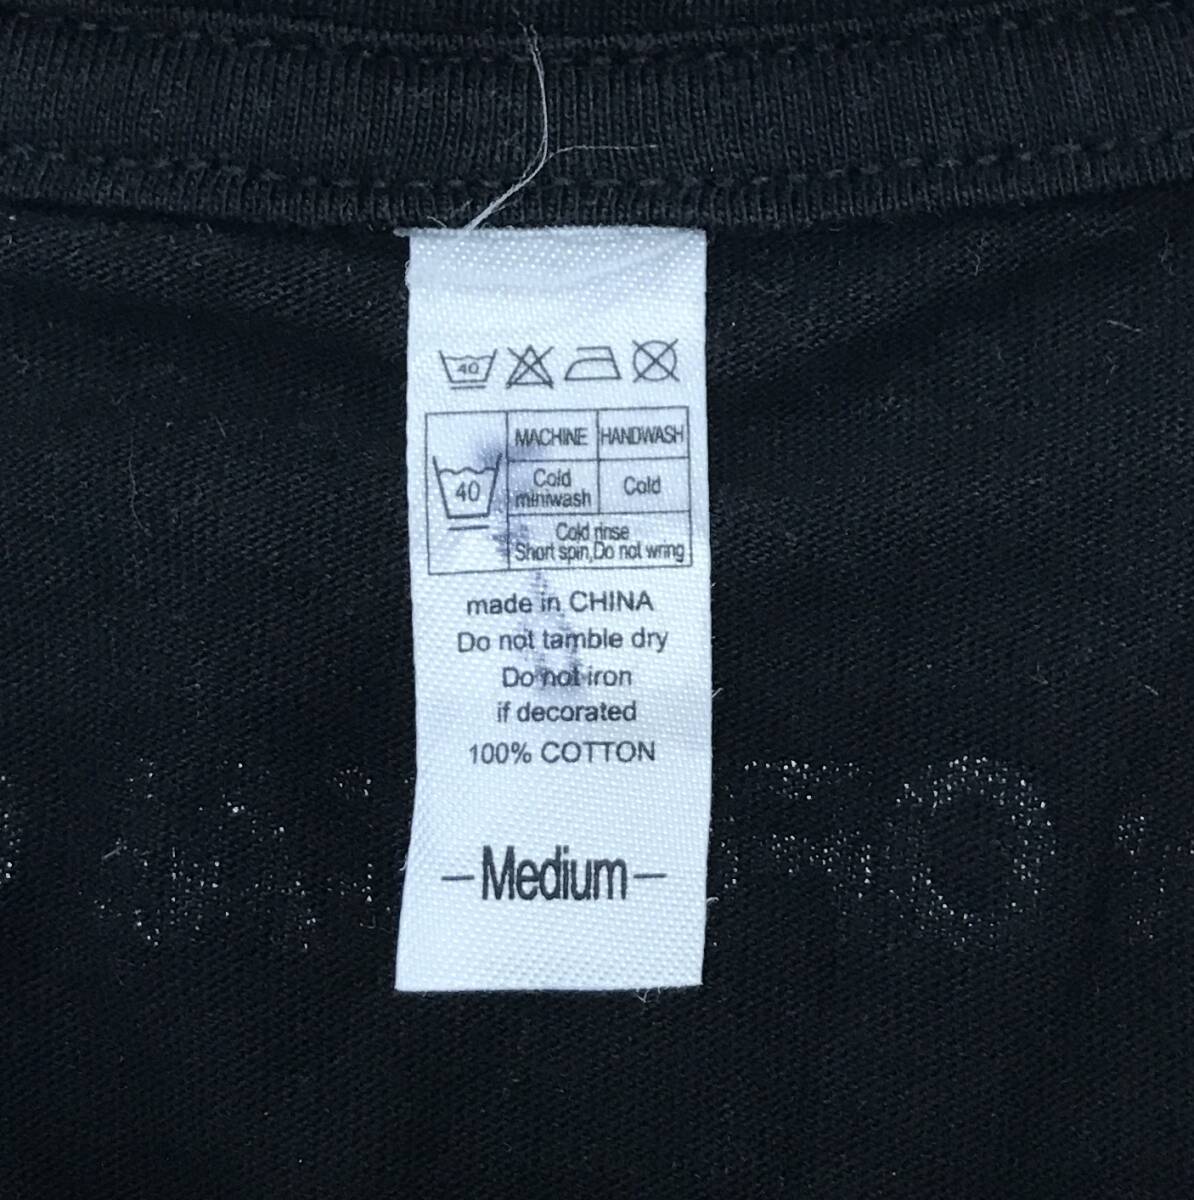 40
MACHINE HANDWASH
40
Cold miniwash Cold
Cold rinse
Short spin,Do not wring
made in CHINA
Do not tamble dry
Do not iron
if decorated
100% COTTON
-Medium-